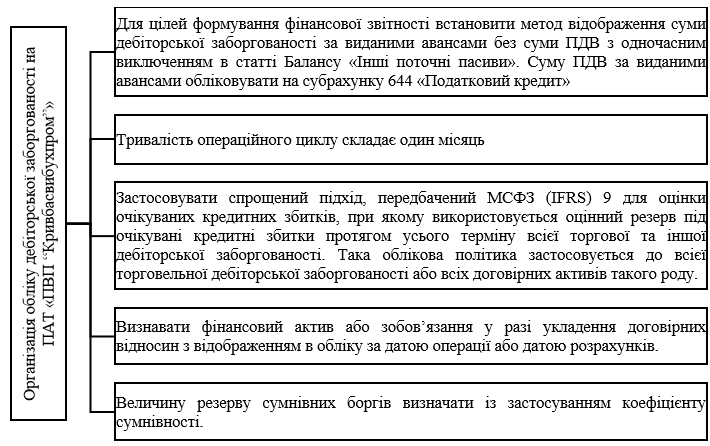 Організація обліку дебіторської заборгованості на
ПАТ «ПВП “Кривбасвибухпром”»
Для цілей формування фінансової звітності встановити метод відображення суми
дебіторської заборгованості за виданими авансами без суми ПДВ з одночасним
виключенням в статті Балансу «Інші поточні пасиви». Суму ПДВ за виданими
авансами обліковувати на субрахунку 644 «Податковий кредит»
Тривалість операційного циклу складає один місяць
Застосовувати спрощений підхід, передбачений МСФЗ (IFRS) 9 для оцінки
очікуваних кредитних збитків, при якому використовується оцінний резерв під
очікувані кредитні збитки протягом усього терміну всієї торгової та іншої
дебіторської заборгованості. Така облікова політика застосовується до всієї
торговельної дебіторської заборгованості або всіх договірних активів такого роду.
Визнавати фінансовий актив або зобов’язання у разі укладення договірних
відносин з відображенням в обліку за датою операції або датою розрахунків.
Величину резерву сумнівних боргів визначати із застосуванням коефіцієнту
сумнівності.